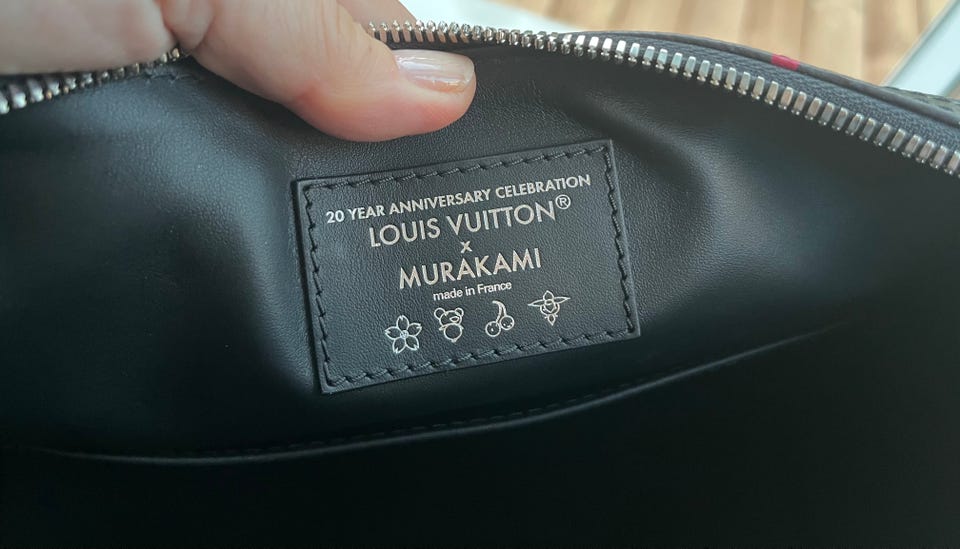 20 YEAR ANNIVERSARY CELEBRATION
LOUIS VUITTON®
x
MURAKAMI
made in France